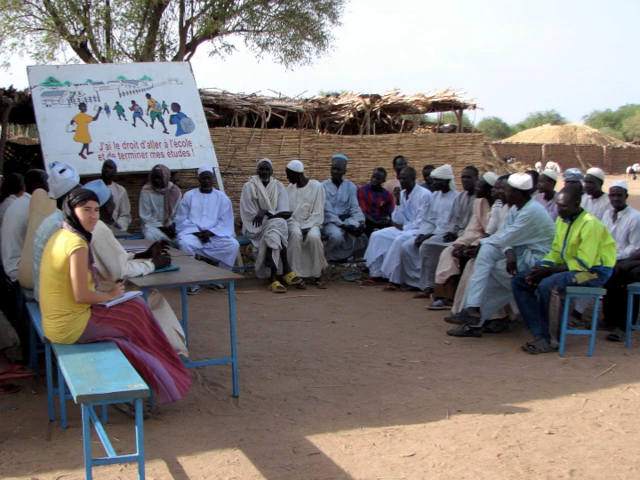 J'ai le droit d'aller à l'école
et de terminer mes études !